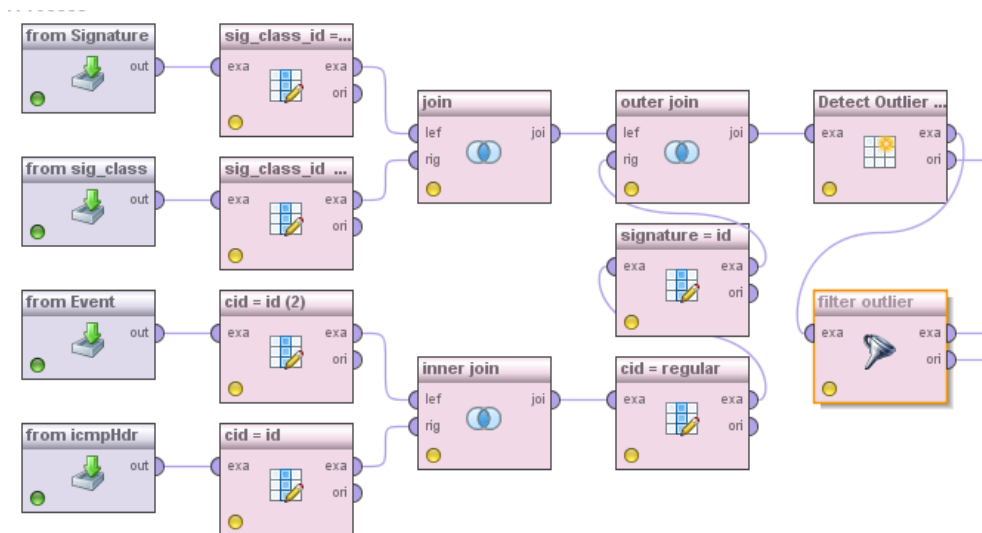 from Signature
out
sig_class_id =...
exa
exa
ori
from sig_class
out
sig_class_id ...
exa
exa
ori
join
lef
rig
joi
outer join
lef
rig
joi
Detect Outlier ...
exa
exa
ori
signature = id
exa
exa
ori
from Event
out
cid = id (2)
exa
exa
ori
from icmpHdr
out
cid = id
exa
exa
ori
inner join
lef
rig
joi
cid = regular
exa
exa
ori
filter outlier
exa
exa
ori